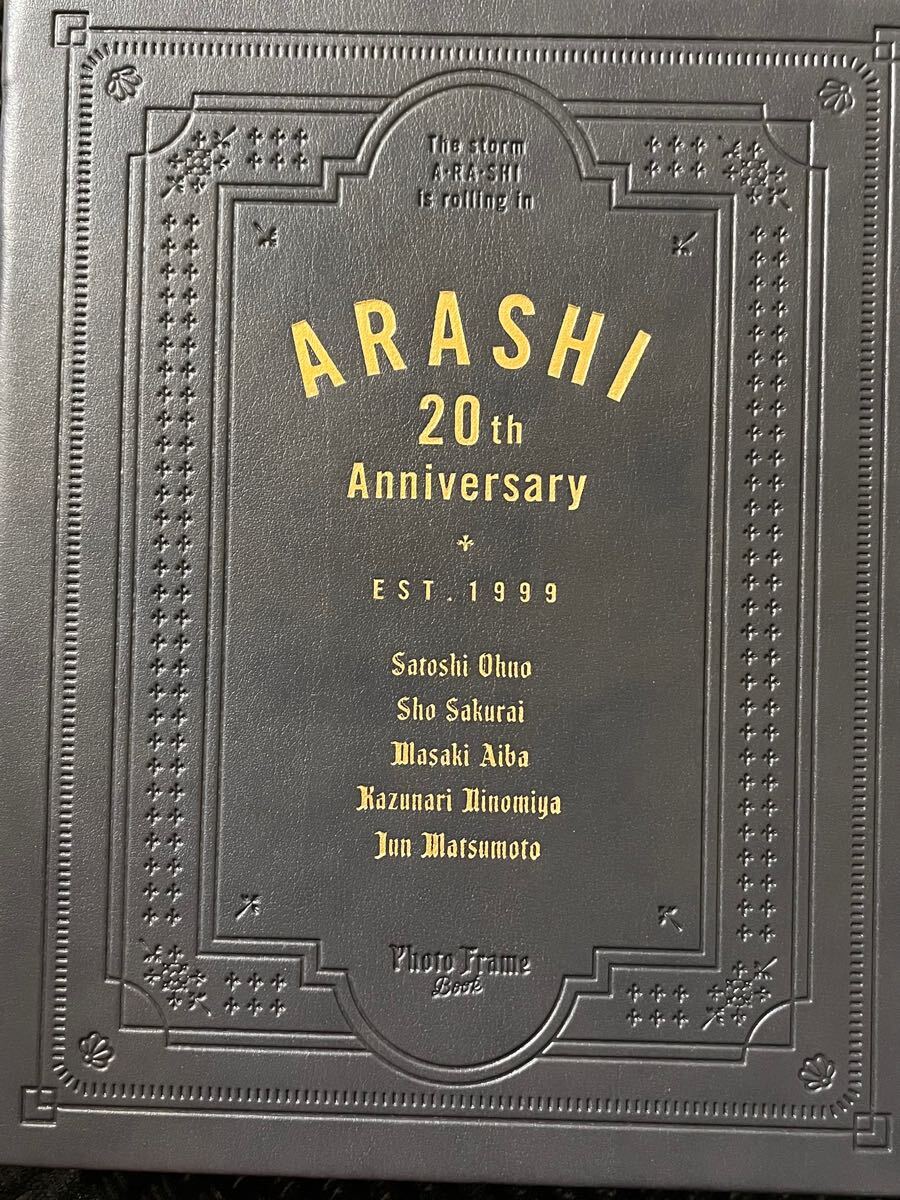 The storm
A・RA・SHI
is rolling in
ARASHI
20th
Anniversary
EST. 1999
Satoshi Ohno
Sho Sakurai
Masaki Aiba
Kazunari Ninomiya
Jun Matsumoto
Photo Frame
Book